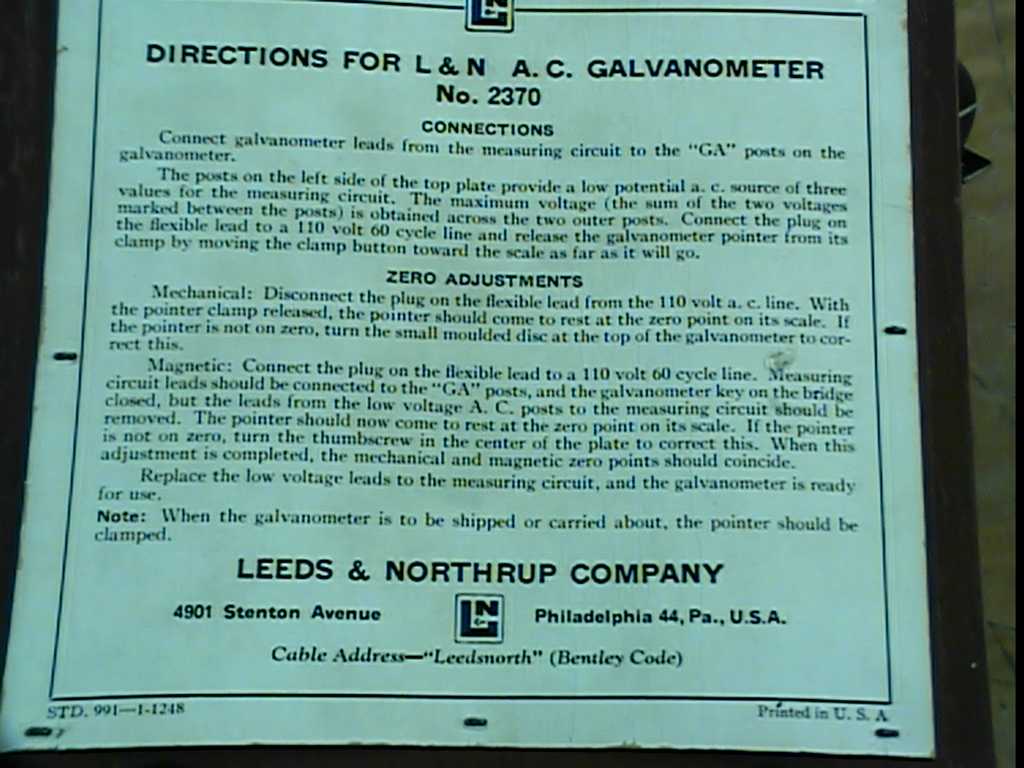 L&N
DIRECTIONS FOR L & N A. C. GALVANOMETER
No. 2370
CONNECTIONS
Connect galvanometer leads from the measuring circuit to the "GA" posts on the
galvanometer.
The posts on the left side of the top plate provide a low potential a. c. source of three
values for the measuring circuit. The maximum voltage (the sum of the two voltages
marked between the posts) is obtained across the two outer posts. Connect the plug on
the flexible lead to a 110 volt 60 cycle line and release the galvanometer pointer from its
clamp by moving the clamp button toward the scale as far as it will go.
ZERO ADJUSTMENTS
Mechanical: Disconnect the plug on the flexible lead from the 110 volt a. c. line. With
the pointer clamp released, the pointer should come to rest at the zero point on its scale. If
the pointer is not on zero, turn the small moulded disc at the top of the galvanometer to cor-
rect this.
Magnetic: Connect the plug on the flexible lead to a 110 volt 60 cycle line. Measuring
circuit leads should be connected to the "GA" posts, and the galvanometer key on the bridge
closed, but the leads from the low voltage A. C. posts to the measuring circuit should be
removed. The pointer should now come to rest at the zero point on its scale. If the pointer
is not on zero, turn the thumbscrew in the center of the plate to correct this. When this
adjustment is completed, the mechanical and magnetic zero points should coincide.
Replace the low voltage leads to the measuring circuit, and the galvanometer is ready
for use.
Note: When the galvanometer is to be shipped or carried about, the pointer should be
clamped.
LEEDS & NORTHRUP COMPANY
4901 Stenton Avenue L&N Philadelphia 44, Pa., U.S.A.
Cable Address—"Leedsnorth" (Bentley Code)
STD. 991—1-1248 Printed in U. S. A